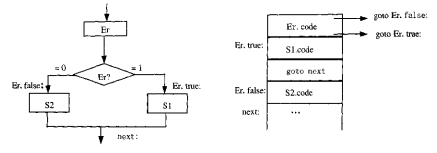 Er
= 0
= 1
Er?
Er. false:
Er. true:
S2
S1
next:
Er. code
goto Er. false:
goto Er. true:
Er. true:
S1.code
goto next
Er. false:
S2.code
next:
...